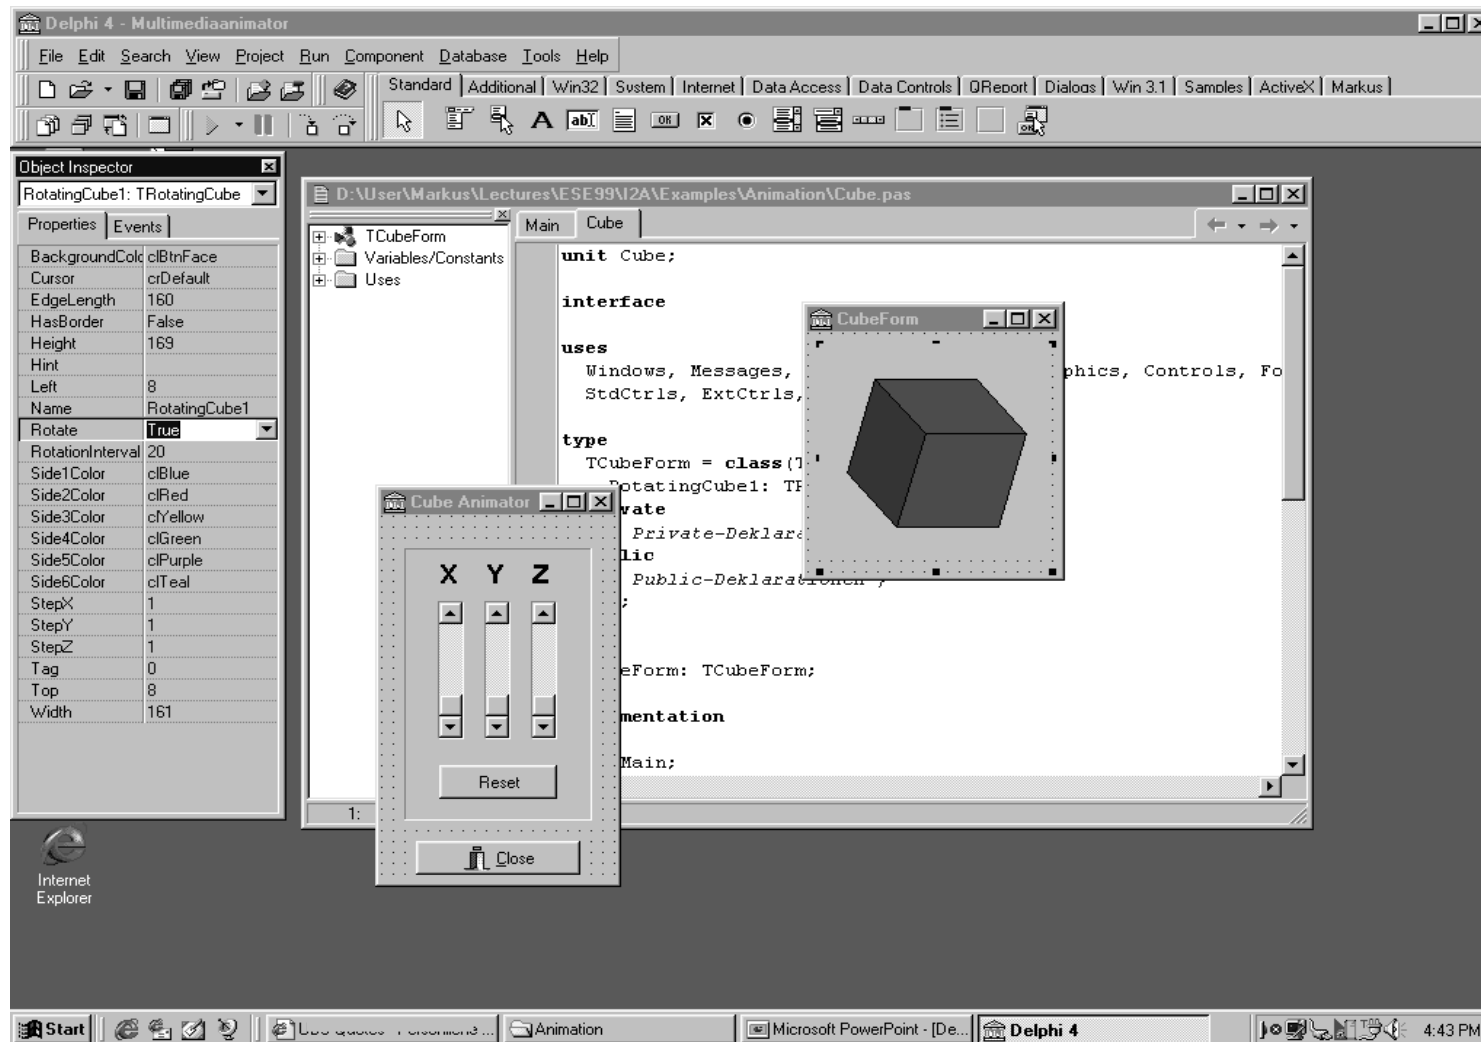 Delphi 4 - Multimediaanimator
File Edit Search View Project Run Component Database Tools Help
Standard Additional Win32 System Internet Data Access Data Controls QReport Dialogs Win 3.1 Samples ActiveX Markus
Object Inspector
RotatingCube1: TRotatingCube
Properties Events
BackgroundColo clBtnFace
Cursor crDefault
EdgeLength 160
HasBorder False
Height 169
Hint
Left 8
Name RotatingCube1
Rotate True
RotationInterval 20
Side1Color clBlue
Side2Color clRed
Side3Color clYellow
Side4Color clGreen
Side5Color clPurple
Side6Color clTeal
StepX 1
StepY 1
StepZ 1
Tag 0
Top 8
Width 161
D:\User\Markus\Lectures\ESE99\I2A\Examples\Animation\Cube.pas
TCubeForm
Variables/Constants
Uses
Main Cube
unit Cube;
interface
uses
Windows, Messages, phics, Controls, Fo
StdCtrls, ExtCtrls,
type
TCubeForm = class(T
RotatingCube1: TR
vate
Private-Deklara
lic
Public-Deklarationen }
;
eForm: TCubeForm;
mentation
Main;
1:
CubeForm
Cube Animator
X Y Z
Reset
Close
Internet
Explorer
Start
Animation
Microsoft PowerPoint - [De...
Delphi 4
4:43 PM